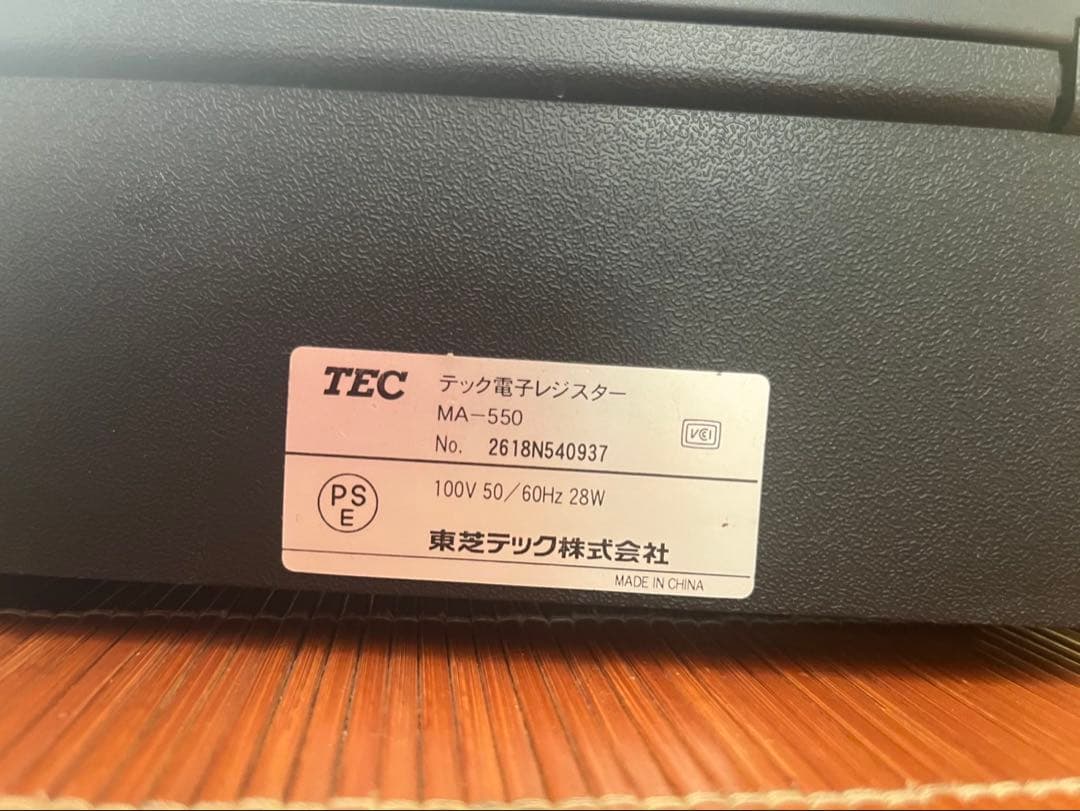 TEC テック電子レジスター
MA-550
No. 2618N540937
VCCI
PS
E
100V 50/60Hz 28W
東芝テック株式会社
MADE IN CHINA